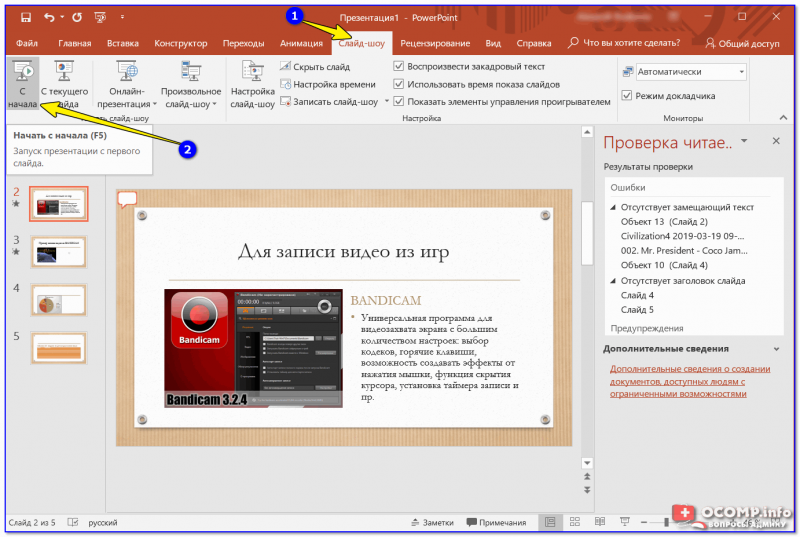 1
Презентация1 - PowerPoint
Файл Главная Вставка Конструктор Переходы Анимация Слайд-шоу Рецензирование Вид Справка Что вы хотите сделать? Общий доступ
С начала
С текущего
Онлайн-презентация
Произвольное слайд-шоу
Настройка слайд-шоу
Скрыть слайд
Настройка времени
Записать слайд-шоу
Воспроизвести закадровый текст
Использовать время показа слайдов
Показать элементы управления проигрывателем
Автоматически
Режим докладчика
слайд-шоу
Настройка
Мониторы
2
Начать с начала (F5)
Запуск презентации с первого
слайда.
2
3
4
5
Для записи видео из игр
Bandicam
Bandicam 3.2.4
BANDICAM
Универсальная программа для
видеозахвата экрана с большим
количеством настроек: выбор
кодеков, горячие клавиши,
возможность создавать эффекты от
нажатия мышки, функция скрытия
курсора, установка таймера записи и
пр.
Проверка читае..
Результаты проверки
Ошибки
Отсутствует замещающий текст
Объект 13 (Слайд 2)
Civilization4 2019-03-19 09-...
002. Mr. President - Coco Jam...
Объект 10 (Слайд 4)
Отсутствует заголовок слайда
Слайд 4
Слайд 5
Предупреждения
Дополнительные сведения
Дополнительные сведения о создании
документов, доступных людям с
ограниченными возможностями
Слайд 2 из 5 русский Заметки Примечания
OCOMP.info
ВОПРОСЫ АДМИНУ